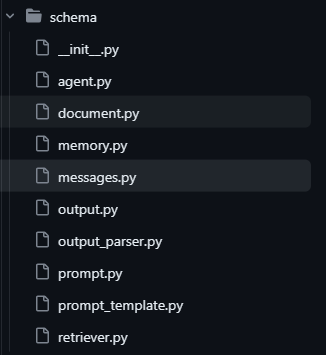 schema
__init__.py
agent.py
document.py
memory.py
messages.py
output.py
output_parser.py
prompt.py
prompt_template.py
retriever.py